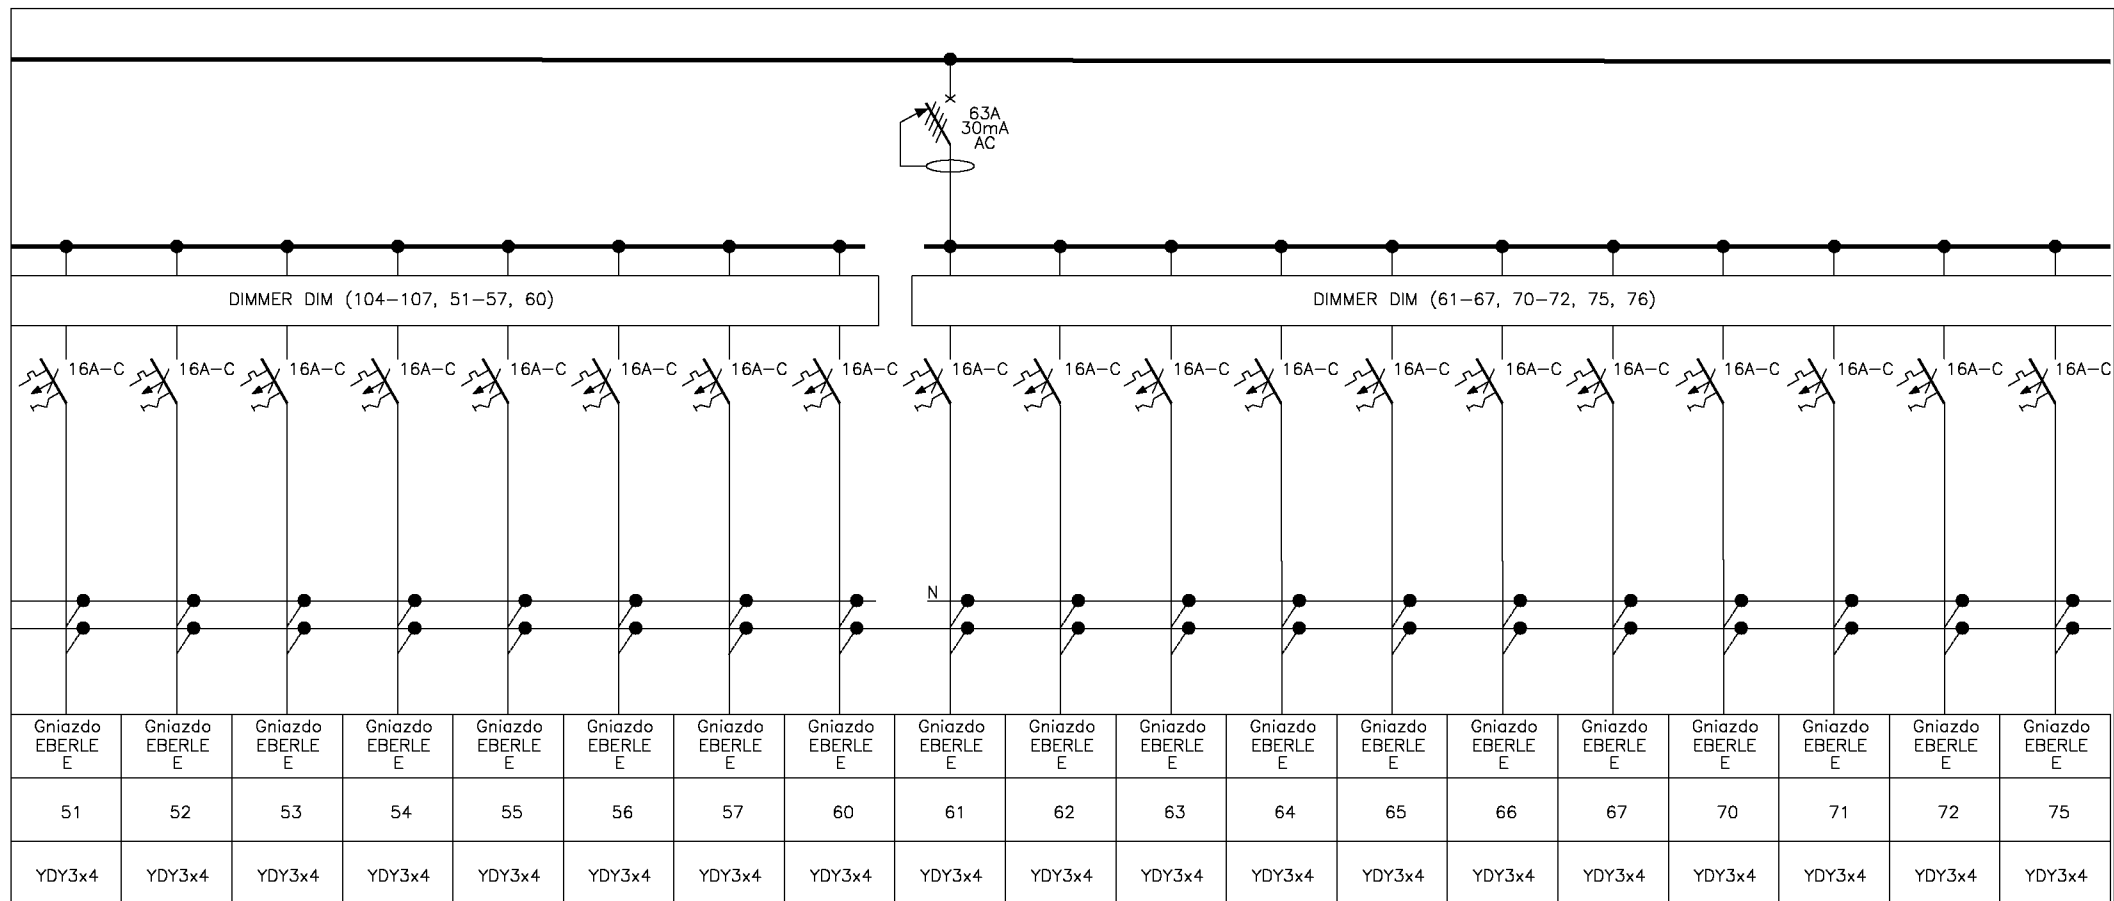 63A
30mA
AC
DIMMER DIM (104-107, 51-57, 60)
DIMMER DIM (61-67, 70-72, 75, 76)
16A-C 16A-C 16A-C 16A-C 16A-C 16A-C 16A-C 16A-C 16A-C 16A-C 16A-C 16A-C 16A-C 16A-C 16A-C 16A-C 16A-C 16A-C 16A-C
N
Gniazdo Gniazdo Gniazdo Gniazdo Gniazdo Gniazdo Gniazdo Gniazdo Gniazdo Gniazdo Gniazdo Gniazdo Gniazdo Gniazdo Gniazdo Gniazdo Gniazdo Gniazdo Gniazdo
EBERLE EBERLE EBERLE EBERLE EBERLE EBERLE EBERLE EBERLE EBERLE EBERLE EBERLE EBERLE EBERLE EBERLE EBERLE EBERLE EBERLE EBERLE EBERLE
E E E E E E E E E E E E E E E E E E E
51 52 53 54 55 56 57 60 61 62 63 64 65 66 67 70 71 72 75
YDY3x4 YDY3x4 YDY3x4 YDY3x4 YDY3x4 YDY3x4 YDY3x4 YDY3x4 YDY3x4 YDY3x4 YDY3x4 YDY3x4 YDY3x4 YDY3x4 YDY3x4 YDY3x4 YDY3x4 YDY3x4 YDY3x4